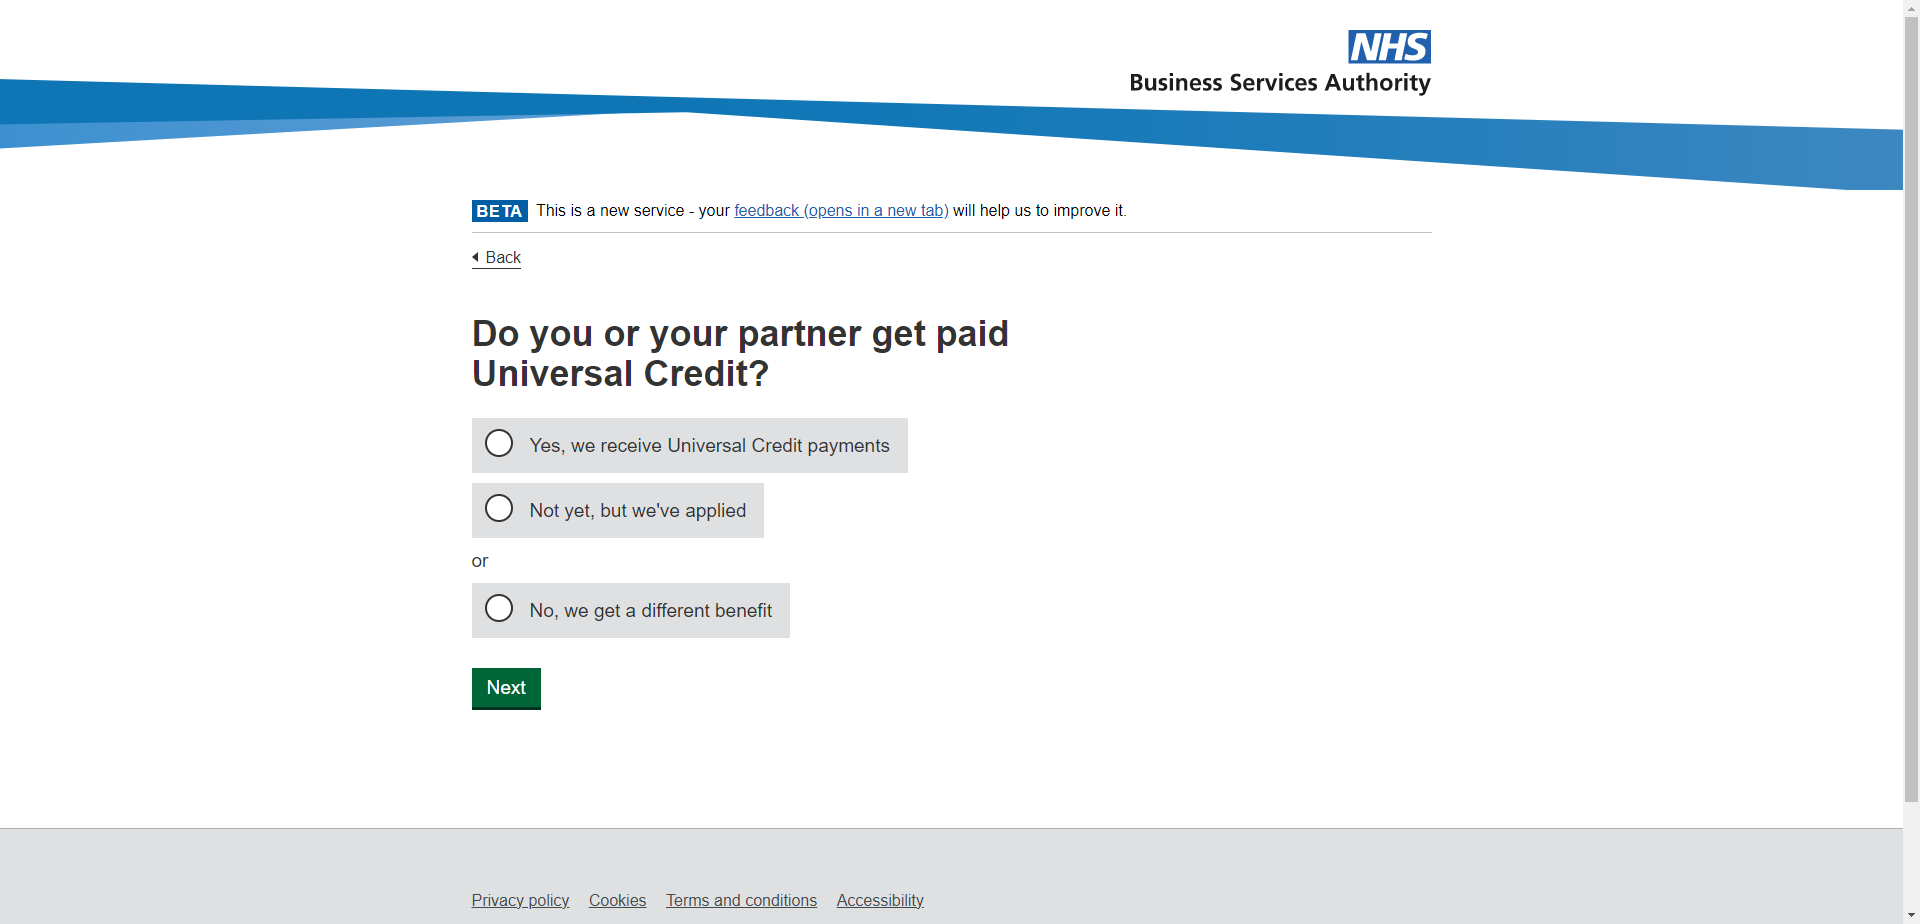 NHS
Business Services Authority
BETA This is a new service - your feedback (opens in a new tab) will help us to improve it.
Back
Do you or your partner get paid
Universal Credit?
Yes, we receive Universal Credit payments
Not yet, but we've applied
or
No, we get a different benefit
Next
Privacy policy Cookies Terms and conditions Accessibility